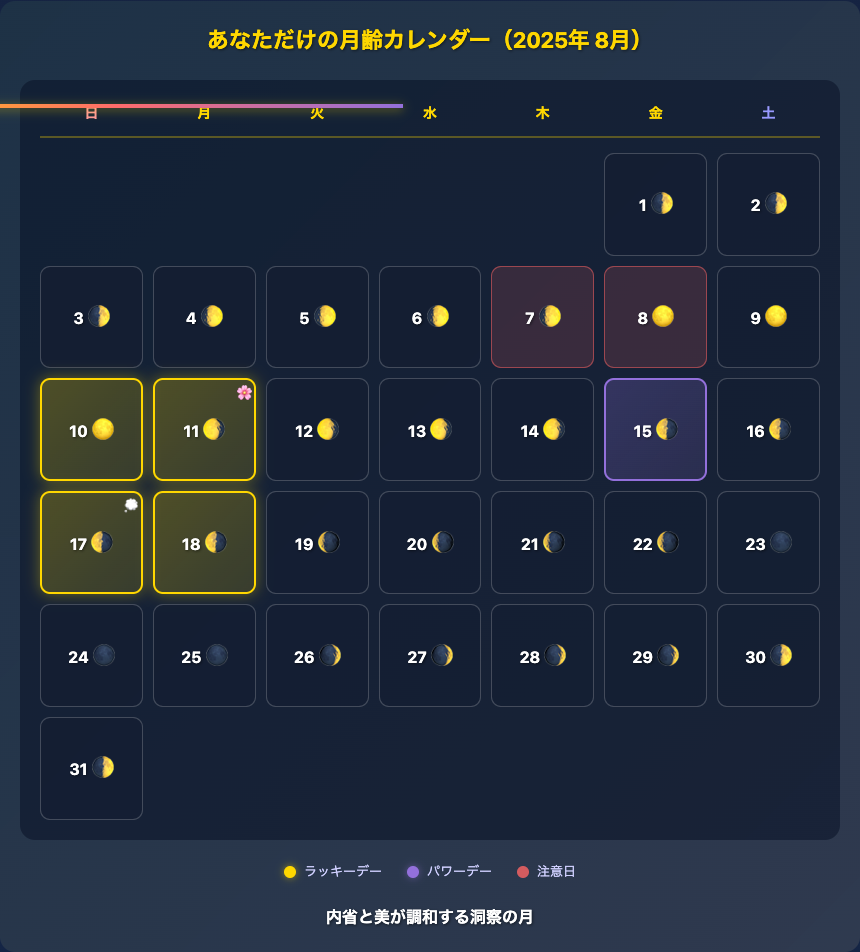 あなただけの月齢カレンダー（2025年 8月）
日 月 火 水 木 金 土
1 2
3 4 5 6 7 8 9
10 11 12 13 14 15 16
17 18 19 20 21 22 23
24 25 26 27 28 29 30
31
ラッキーデー パワーデー 注意日
内省と美が調和する洞察の月